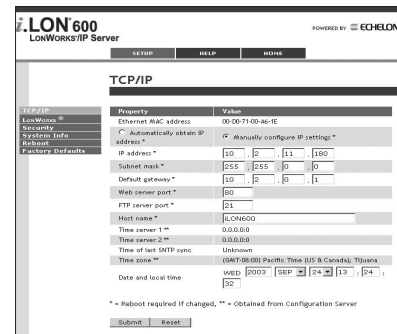 i.LON® 600
LONWORKS®/IP Server
POWERED BY ECHELON
SETUP HELP HOME
TCP/IP
TCP/IP
LonWorks ®
Security
System Info
Reboot
Factory Defaults
Property Value
Ethernet MAC address 00-D0-71-00-A6-1E
Automatically obtain IP address * Manually configure IP settings *
IP address * 10 . 2 . 11 . 180
Subnet mask * 255 . 255 . 0 . 0
Default gateway * 10 . 2 . 0 . 1
Web server port * 80
FTP server port * 21
Host name * iLON600
Time server 1 ** 0.0.0.0:0
Time server 2 ** 0.0.0.0:0
Time of last SNTP sync Unknown
Time zone ** (GMT-08:00) Pacific Time (US & Canada); Tijuana
Date and local time WED 2003 SEP 24 13 : 24 : 32
* = Reboot required if changed, ** = Obtained from Configuration Server
Submit Reset